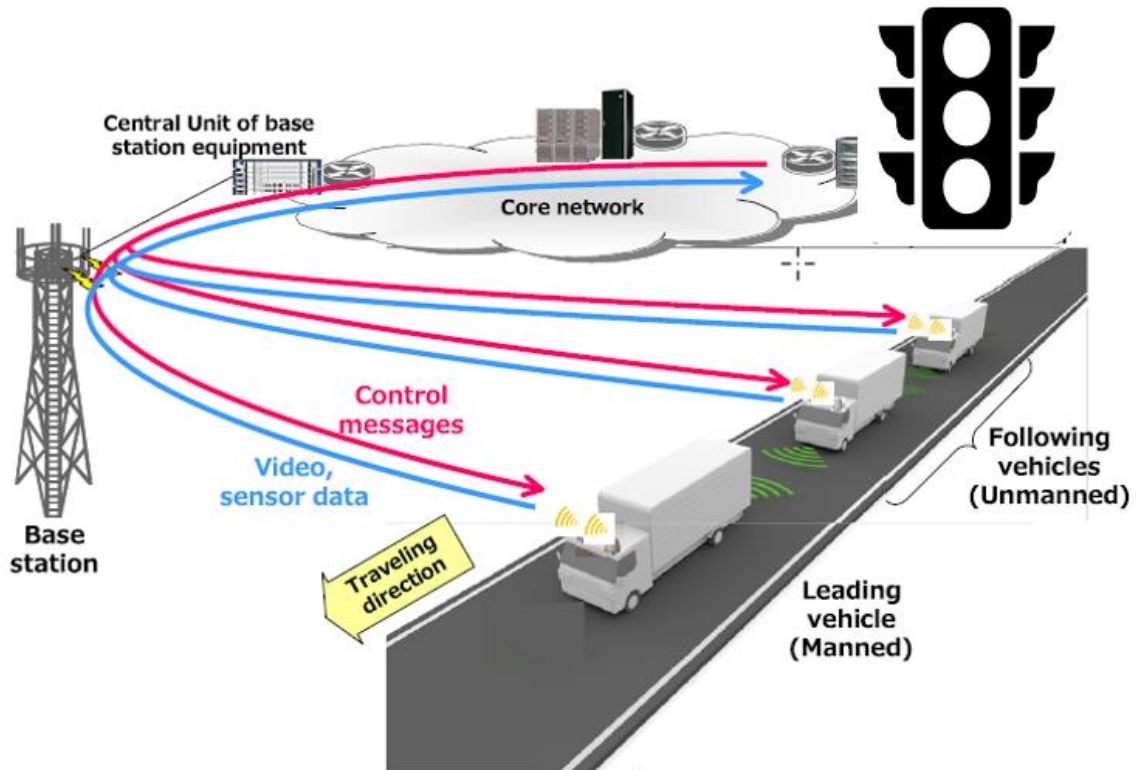 Central Unit of base
station equipment
Core network
Control
messages
Video,
sensor data
Base
station
Traveling
direction
Following
vehicles
(Unmanned)
Leading
vehicle
(Manned)